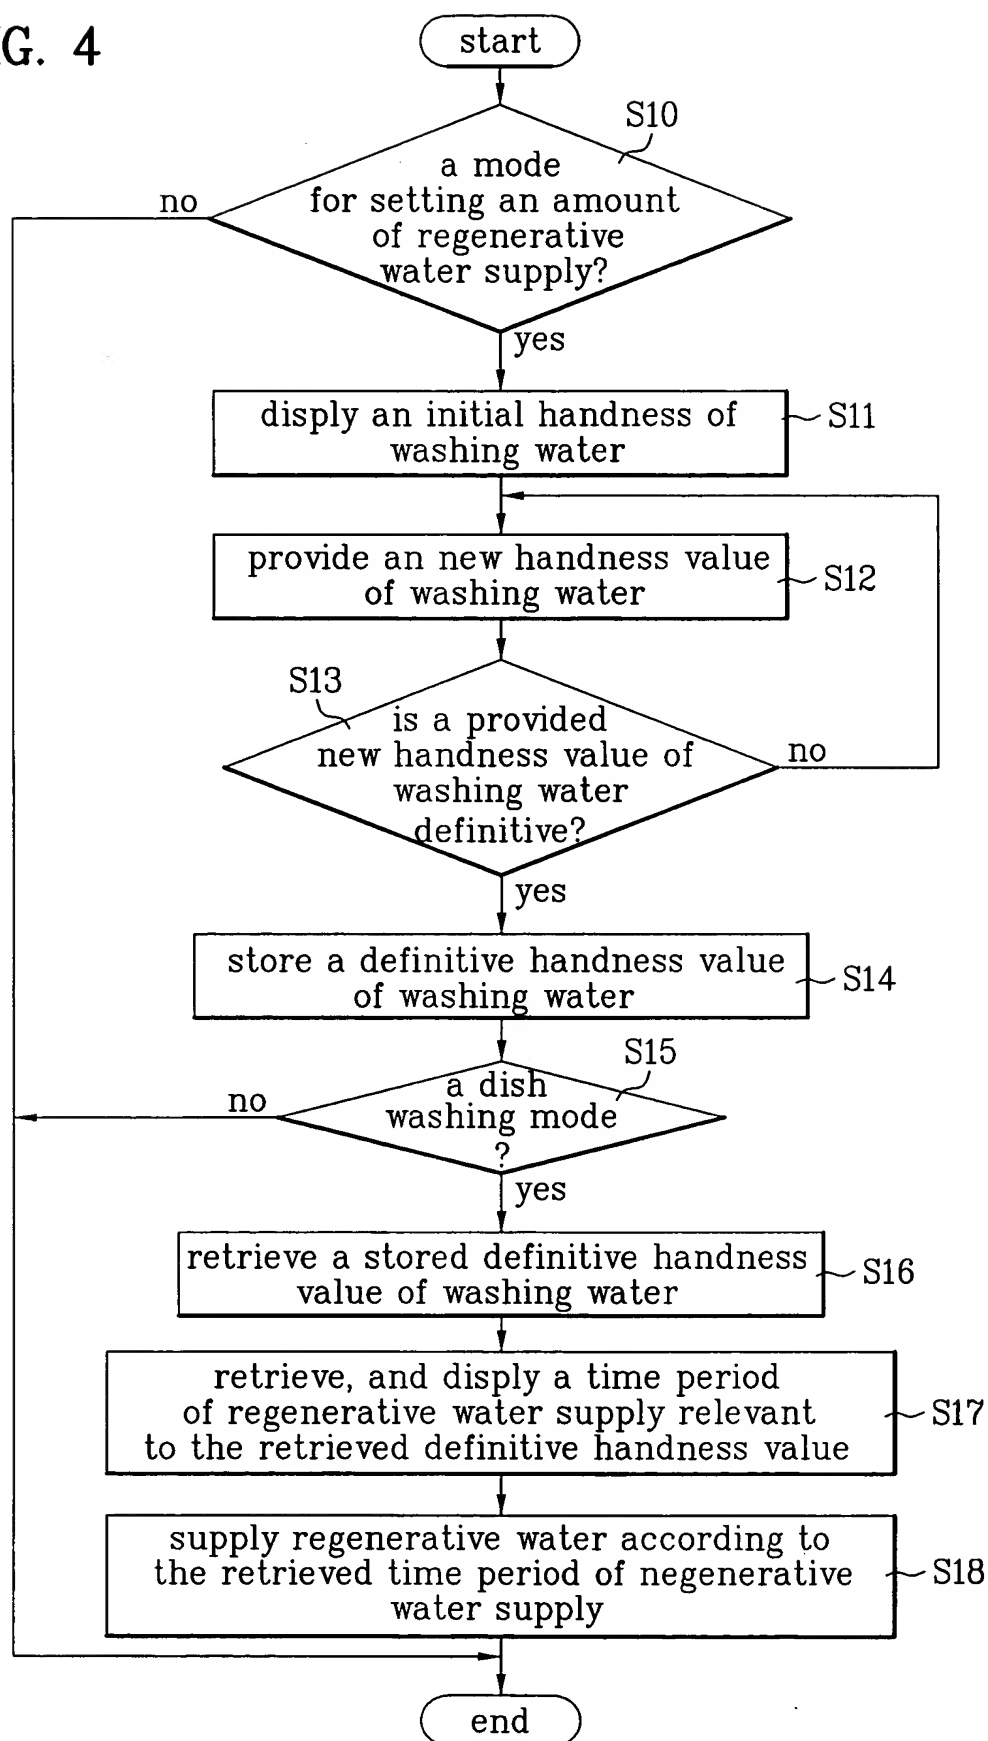 G. 4
start
S10
a mode
for setting an amount
of regenerative
water supply?
no
yes
disply an initial handness of
washing water
S11
provide an new handness value
of washing water
S12
S13
is a provided
new handness value of
washing water
definitive?
no
yes
store a definitive handness value
of washing water
S14
S15
a dish
washing mode
?
no
yes
retrieve a stored definitive handness
value of washing water
S16
retrieve, and disply a time period
of regenerative water supply relevant
to the retrieved definitive handness value
S17
supply regenerative water according to
the retrieved time period of negenerative
water supply
S18
end